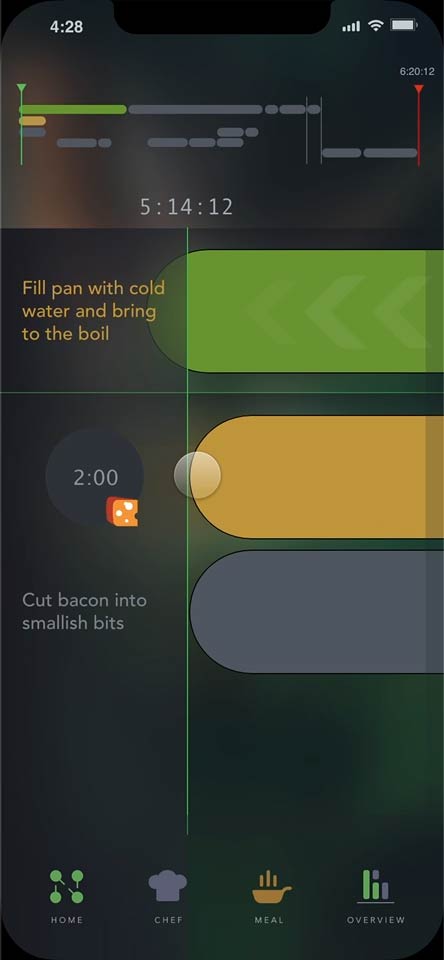 4:28
6:20:12
5:14:12
Fill pan with cold
water and bring
to the boil
2:00
Cut bacon into
smallish bits
HOME CHEF MEAL OVERVIEW